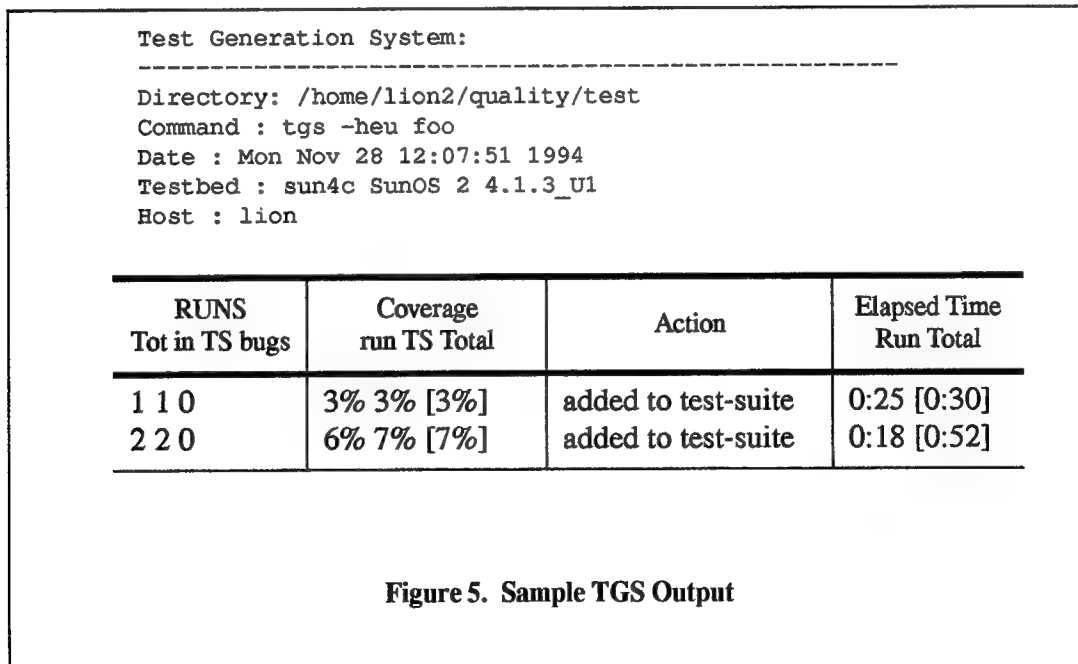 Test Generation System:
-----------------------------------------------------
Directory: /home/lion2/quality/test
Command : tgs -heu foo
Date : Mon Nov 28 12:07:51 1994
Testbed : sun4c SunOS 2 4.1.3_U1
Host : lion
RUNS Coverage Action Elapsed Time
Tot in TS bugs run TS Total Run Total
1 1 0 3% 3% [3%] added to test-suite 0:25 [0:30]
2 2 0 6% 7% [7%] added to test-suite 0:18 [0:52]
Figure 5. Sample TGS Output